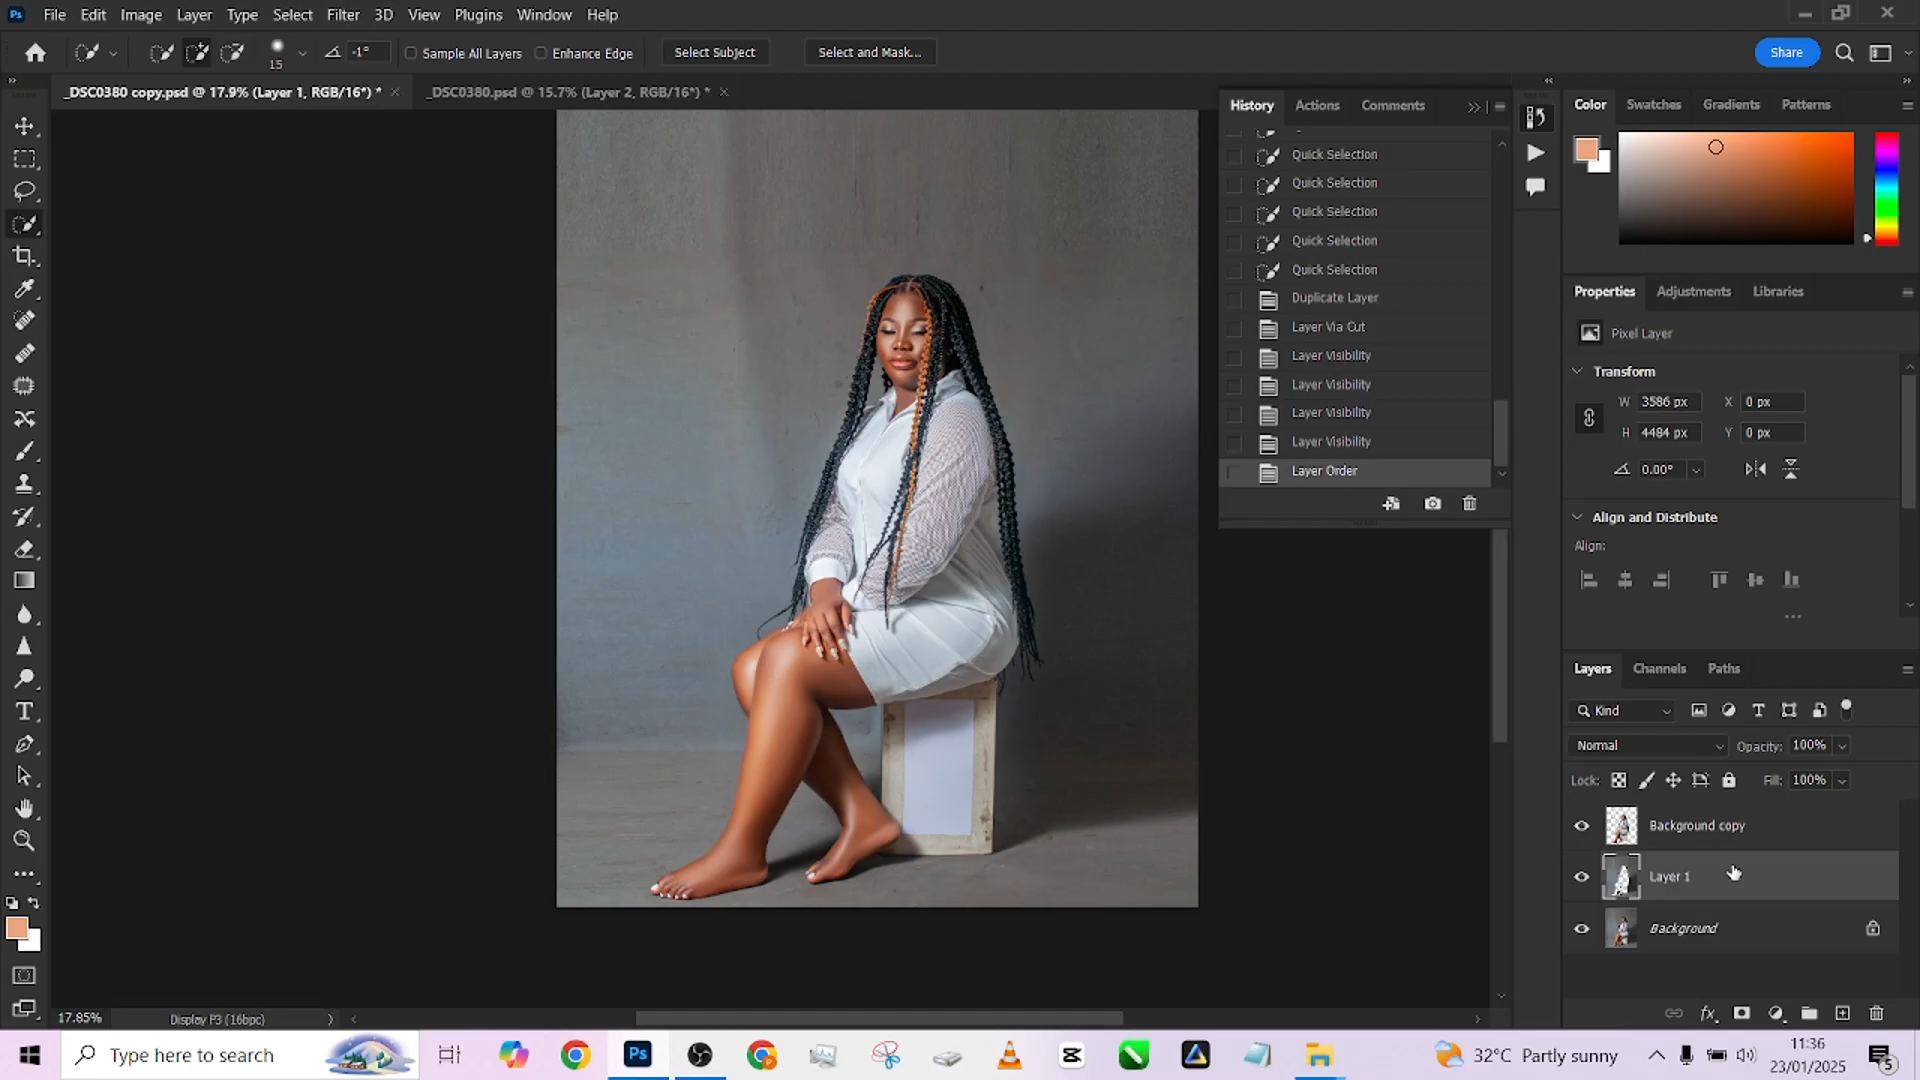 File Edit Image Layer Type Select Filter 3D View Plugins Window Help
15 -1° Sample All Layers Enhance Edge Select Subject Select and Mask... Share
_DSC0380 copy.psd @ 17.9% (Layer 1, RGB/16*) * _DSC0380.psd @ 15.7% (Layer 2, RGB/16*) *
History Actions Comments
Quick Selection
Quick Selection
Quick Selection
Quick Selection
Quick Selection
Duplicate Layer
Layer Via Cut
Layer Visibility
Layer Visibility
Layer Visibility
Layer Visibility
Layer Order
Color Swatches Gradients Patterns
Properties Adjustments Libraries
Pixel Layer
Transform
W 3586 px X 0 px
H 4484 px Y 0 px
0.00°
Align and Distribute
Align:
Layers Channels Paths
Kind
Normal Opacity: 100%
Lock: Fill: 100%
Background copy
Layer 1
Background
17.85% Display P3 (16bpc)
Type here to search
32°C Partly sunny
11:36
23/01/2025
5